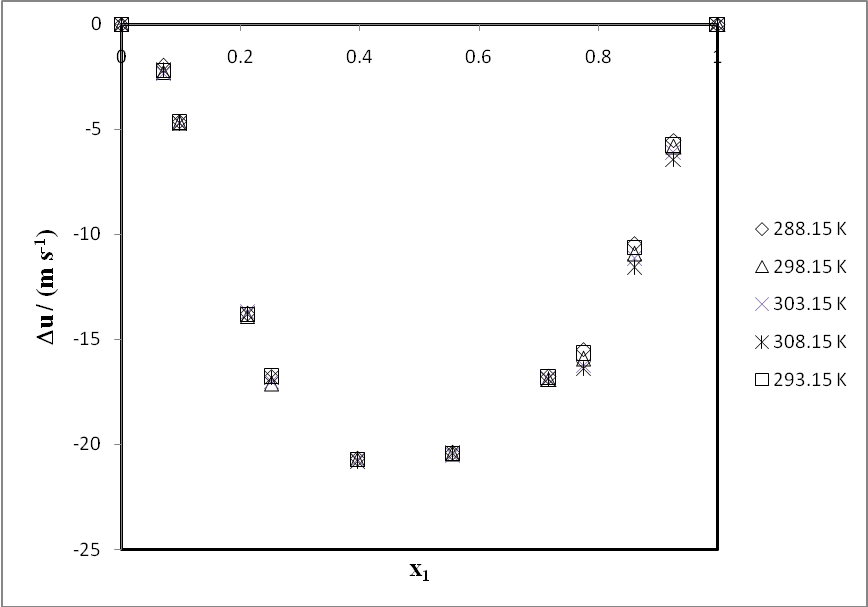 0
0 0.2 0.4 0.6 0.8 1
-5
-10
-15
-20
-25
Δu / (m s⁻¹)
x₁
288.15 K
298.15 K
303.15 K
308.15 K
293.15 K